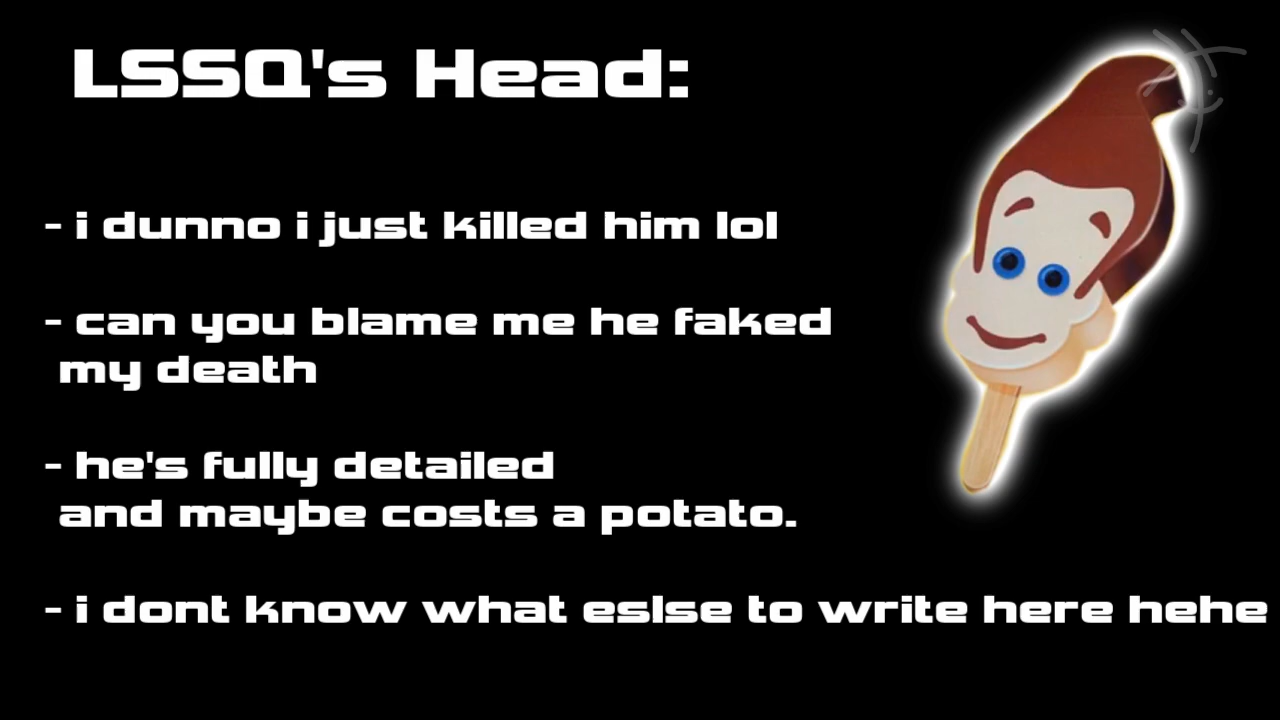 LSSQ's Head:
- i dunno i just killed him lol
- can you blame me he faked
my death
- he's fully detailed
and maybe costs a potato.
- i dont know what eslse to write here hehe